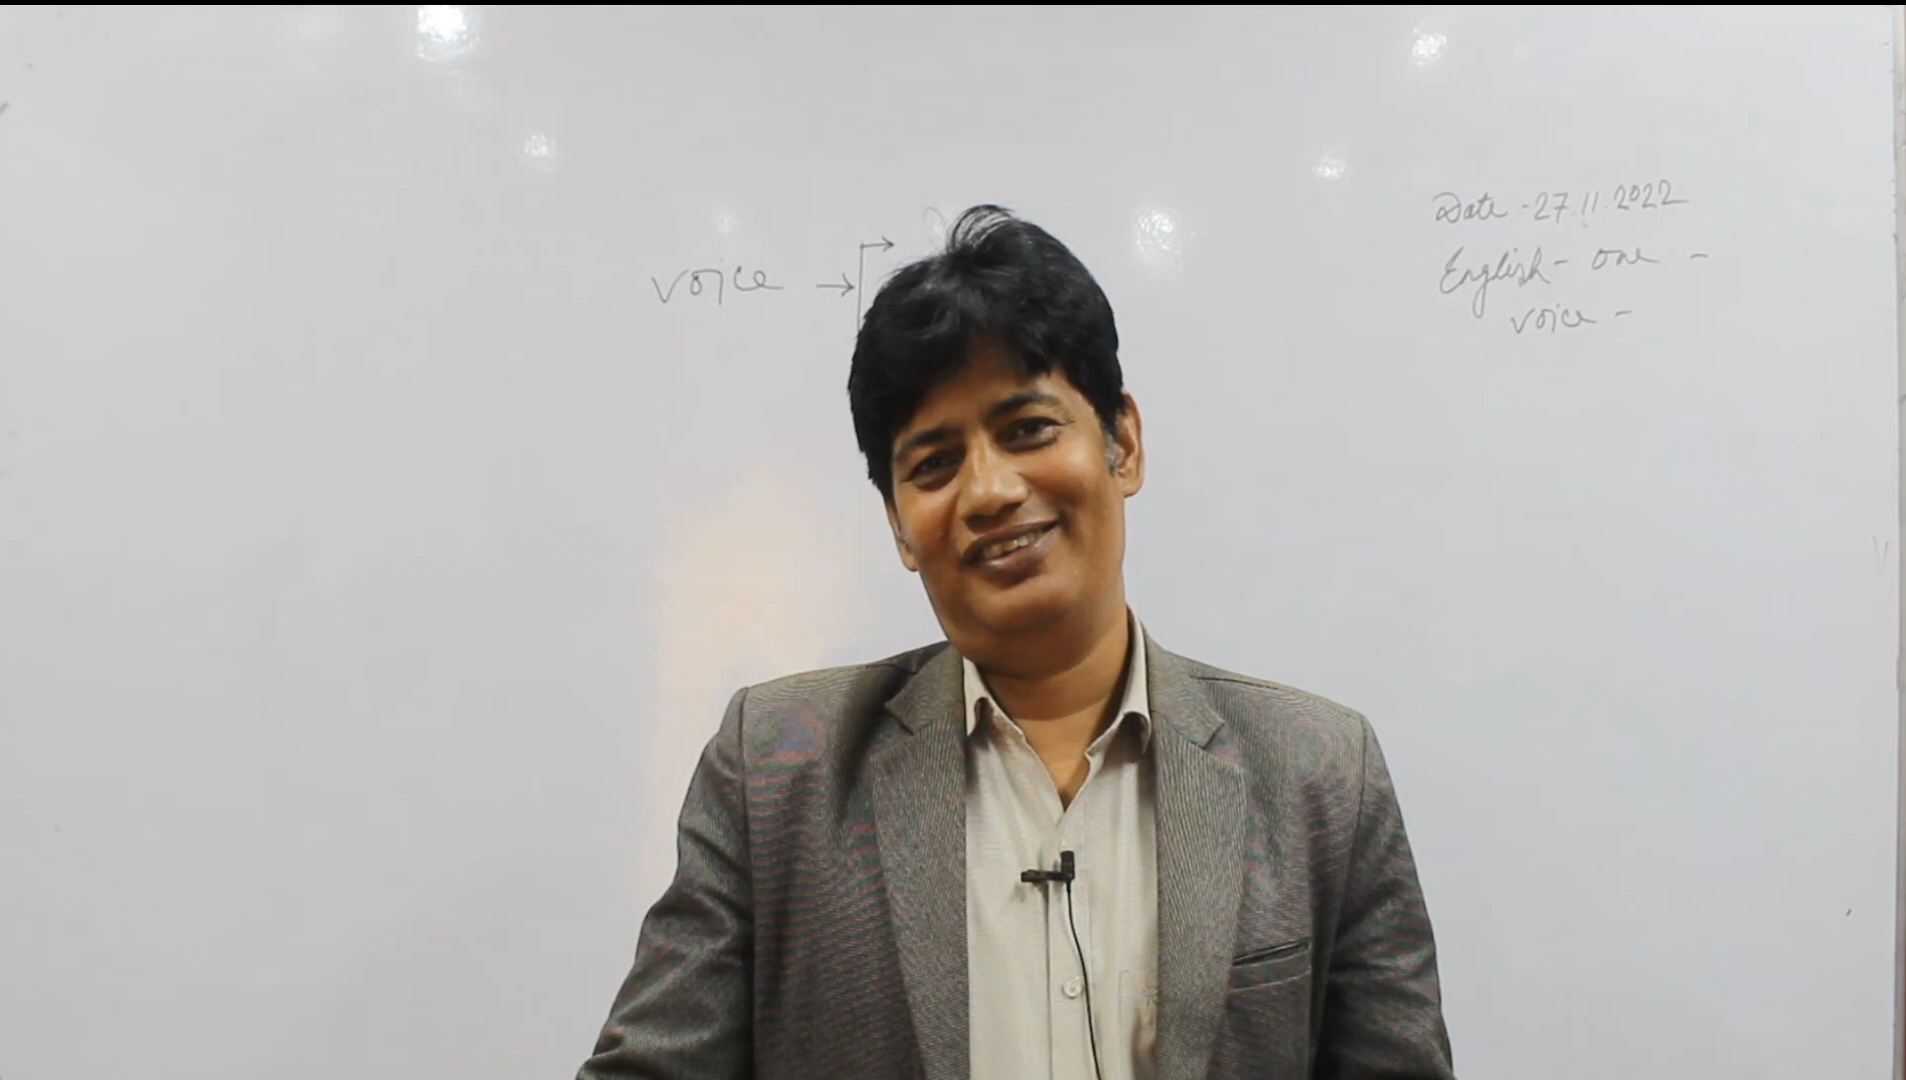 Date - 27.11.2022
English - one -
voice -
voice →